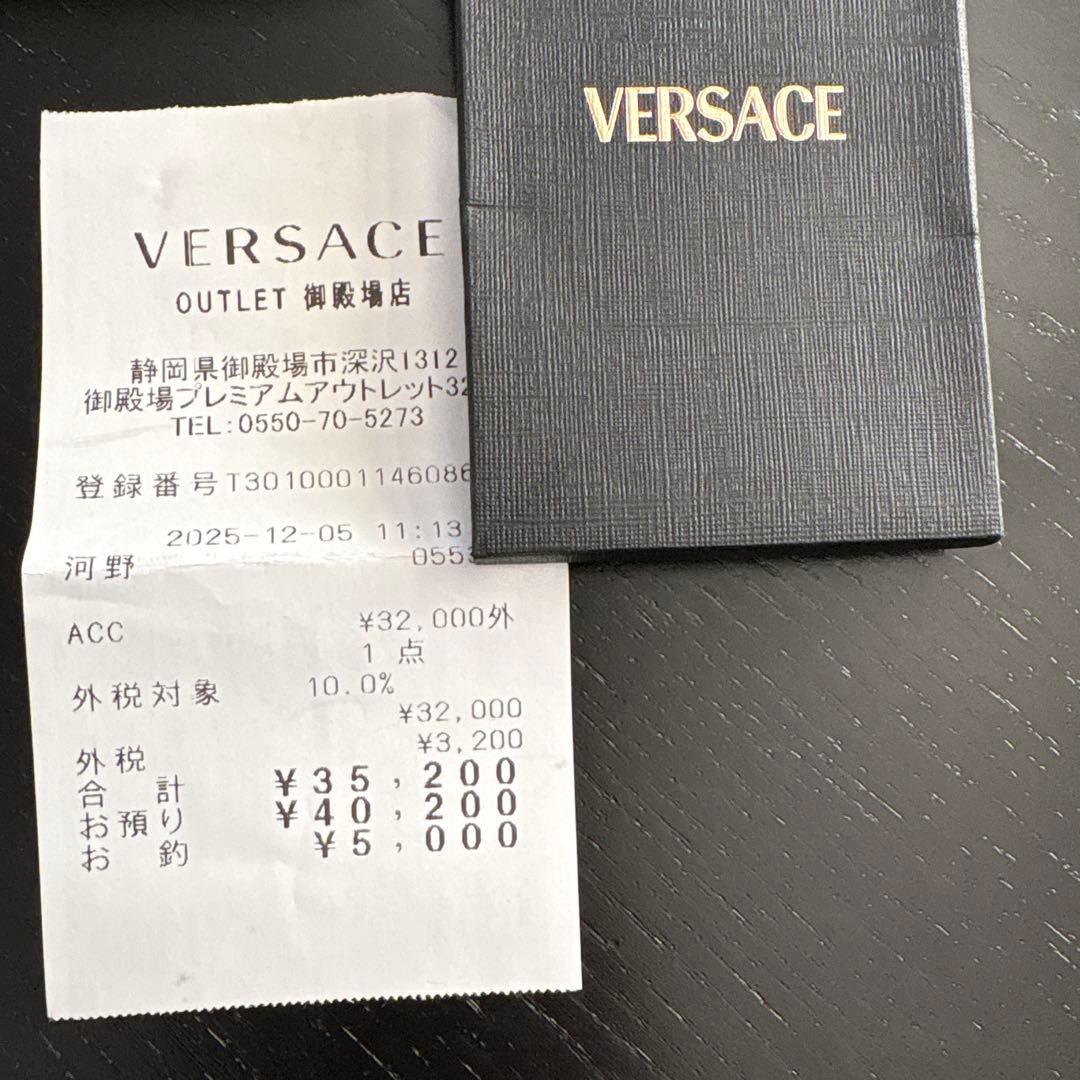 VERSACE
OUTLET 御殿場店
静岡県御殿場市深沢1312
御殿場プレミアムアウトレット32
TEL:0550-70-5273
登録番号T3010001146086
2025-12-05 11:13
河野 0553
ACC ¥32,000外
1 点
外税対象 10.0%
¥32,000
外税 ¥3,200
合計 ¥35,200
お預り ¥40,200
お釣 ¥5,000
VERSACE